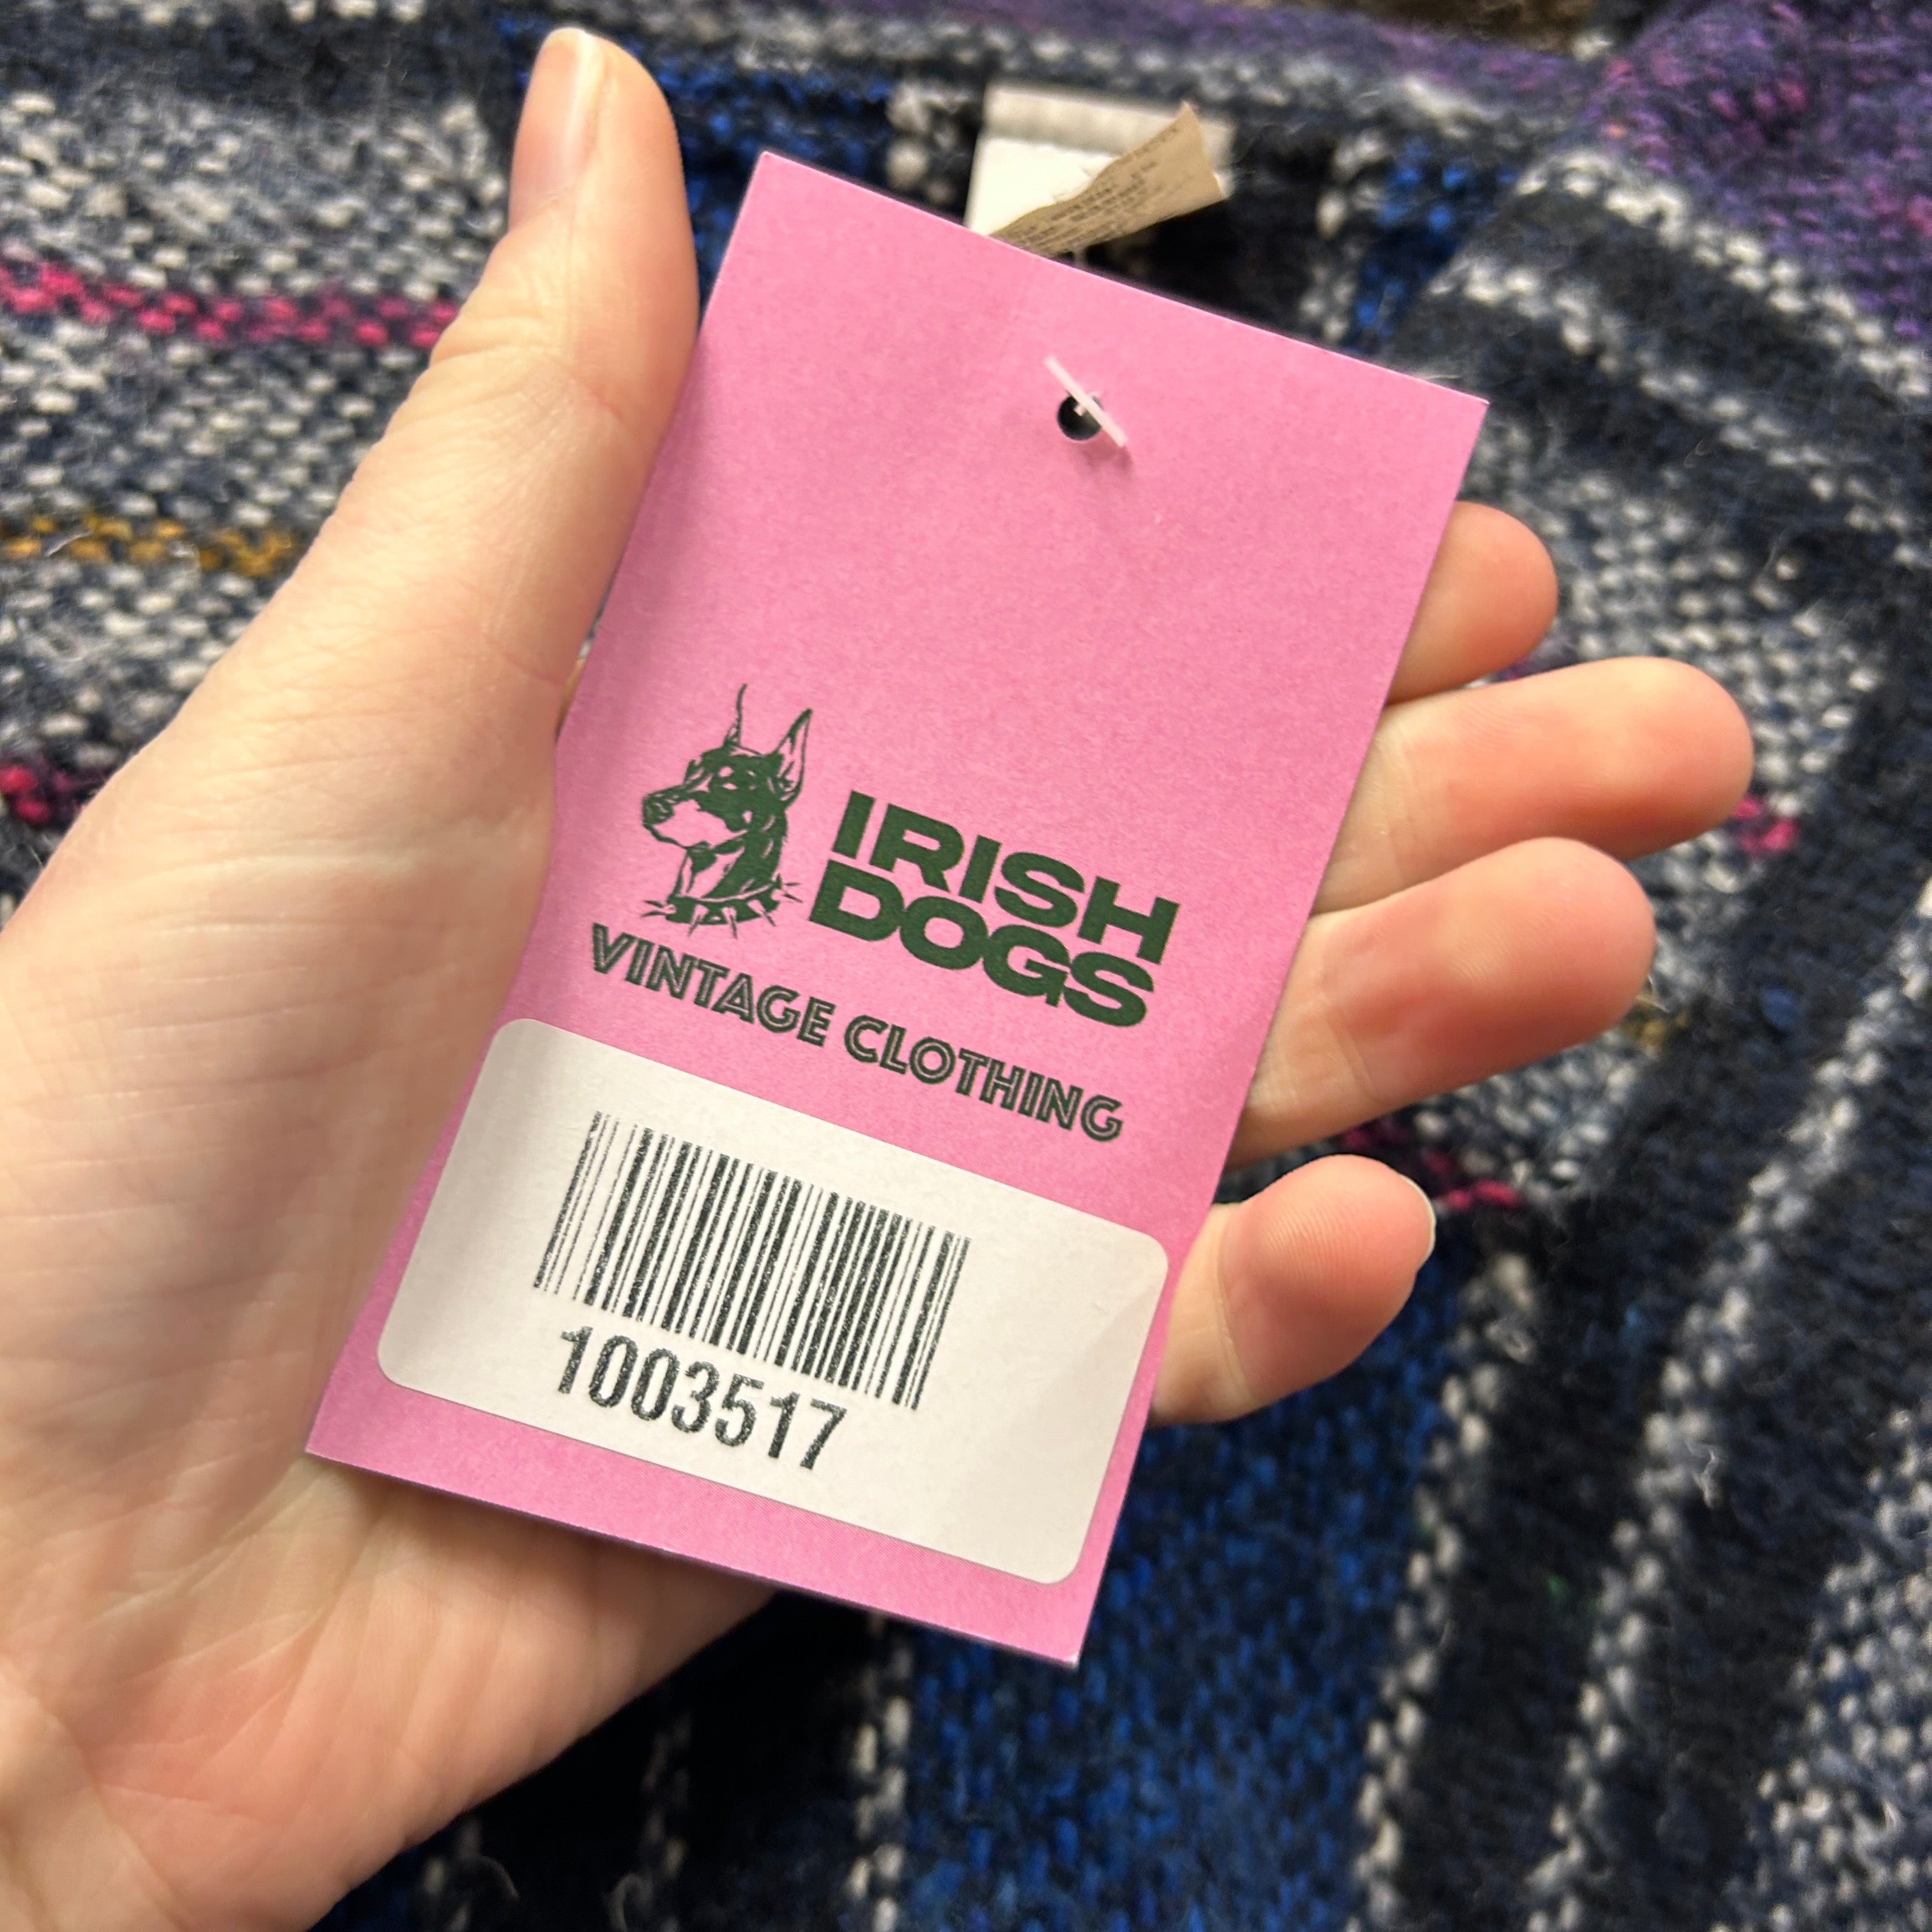 IRISH
DOGS
VINTAGE CLOTHING
1003517